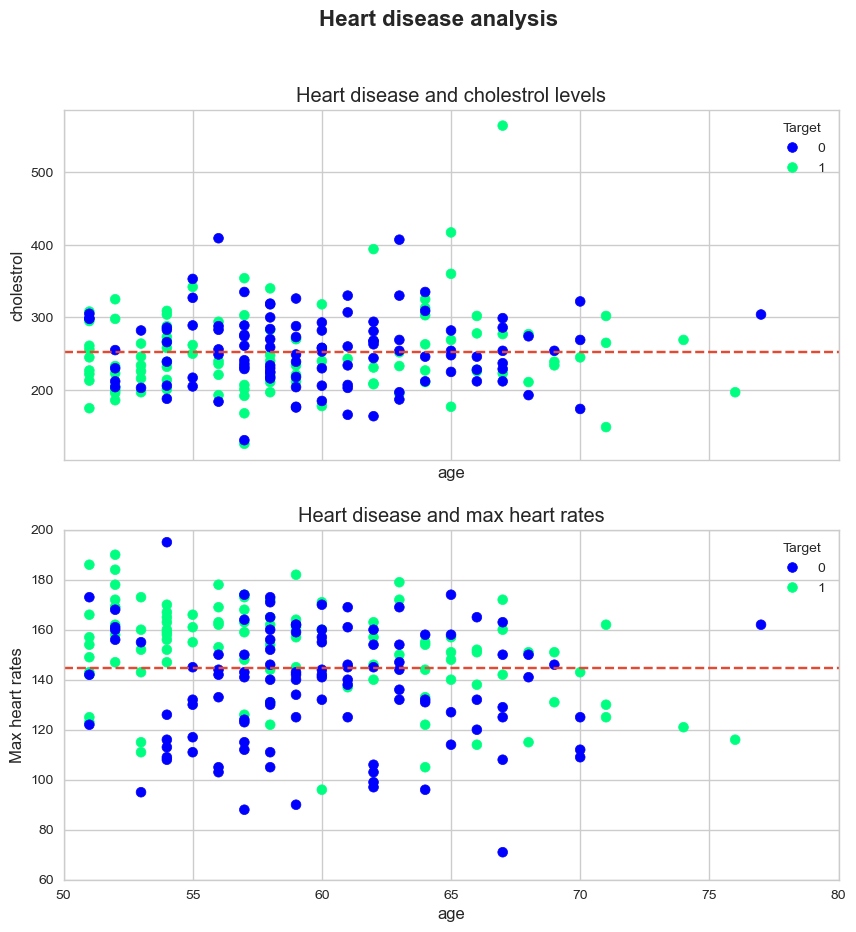 Heart disease analysis
Heart disease and cholestrol levels
Target
0
1
500
400
300
200
cholestrol
age
Heart disease and max heart rates
Target
0
1
200
180
160
140
120
100
80
60
Max heart rates
50 55 60 65 70 75 80
age